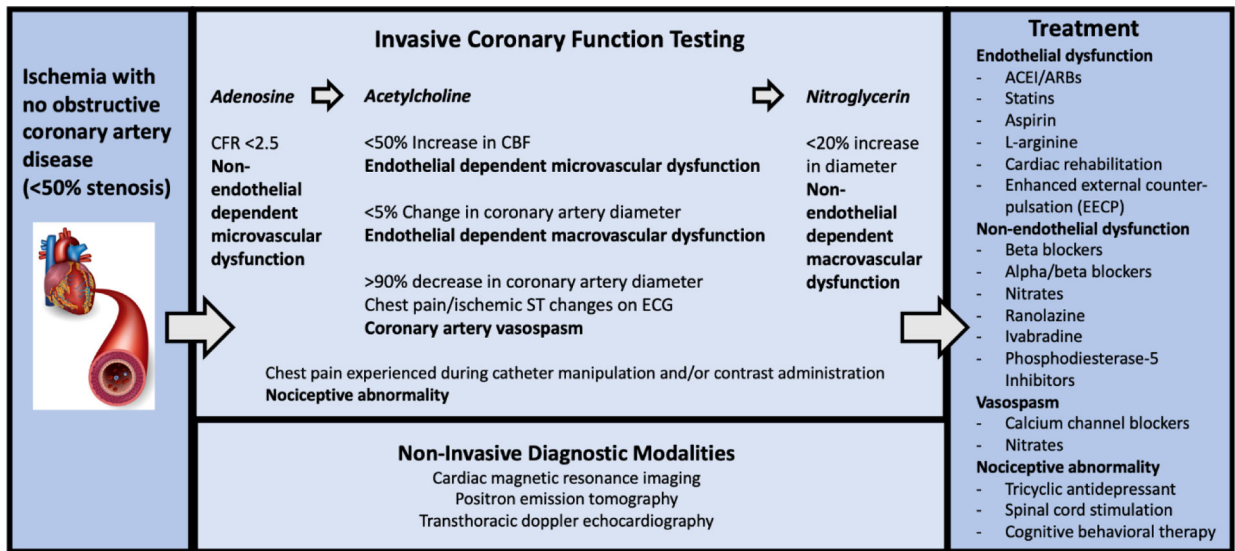 Ischemia with
no obstructive
coronary artery
disease
(<50% stenosis)
Invasive Coronary Function Testing
Adenosine
CFR <2.5
Non-
endothelial
dependent
microvascular
dysfunction
Acetylcholine
<50% Increase in CBF
Endothelial dependent microvascular dysfunction
<5% Change in coronary artery diameter
Endothelial dependent macrovascular dysfunction
>90% decrease in coronary artery diameter
Chest pain/ischemic ST changes on ECG
Coronary artery vasospasm
Nitroglycerin
<20% increase
in diameter
Non-
endothelial
dependent
macrovascular
dysfunction
Chest pain experienced during catheter manipulation and/or contrast administration
Nociceptive abnormality
Non-Invasive Diagnostic Modalities
Cardiac magnetic resonance imaging
Positron emission tomography
Transthoracic doppler echocardiography
Treatment
Endothelial dysfunction
- ACEI/ARBs
- Statins
- Aspirin
- L-arginine
- Cardiac rehabilitation
- Enhanced external counter-
pulsation (EECP)
Non-endothelial dysfunction
- Beta blockers
- Alpha/beta blockers
- Nitrates
- Ranolazine
- Ivabradine
- Phosphodiesterase-5
Inhibitors
Vasospasm
- Calcium channel blockers
- Nitrates
Nociceptive abnormality
- Tricyclic antidepressant
- Spinal cord stimulation
- Cognitive behavioral therapy